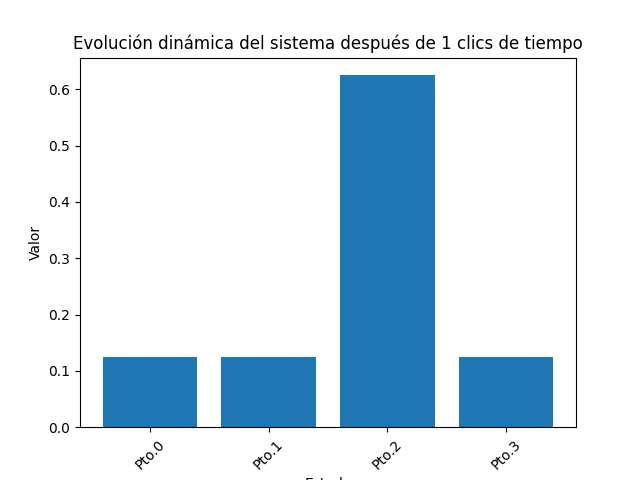 Evolución dinámica del sistema después de 1 clics de tiempo
0.6
0.5
0.4
0.3
0.2
0.1
0.0
Valor
Pto.0
Pto.1
Pto.2
Pto.3